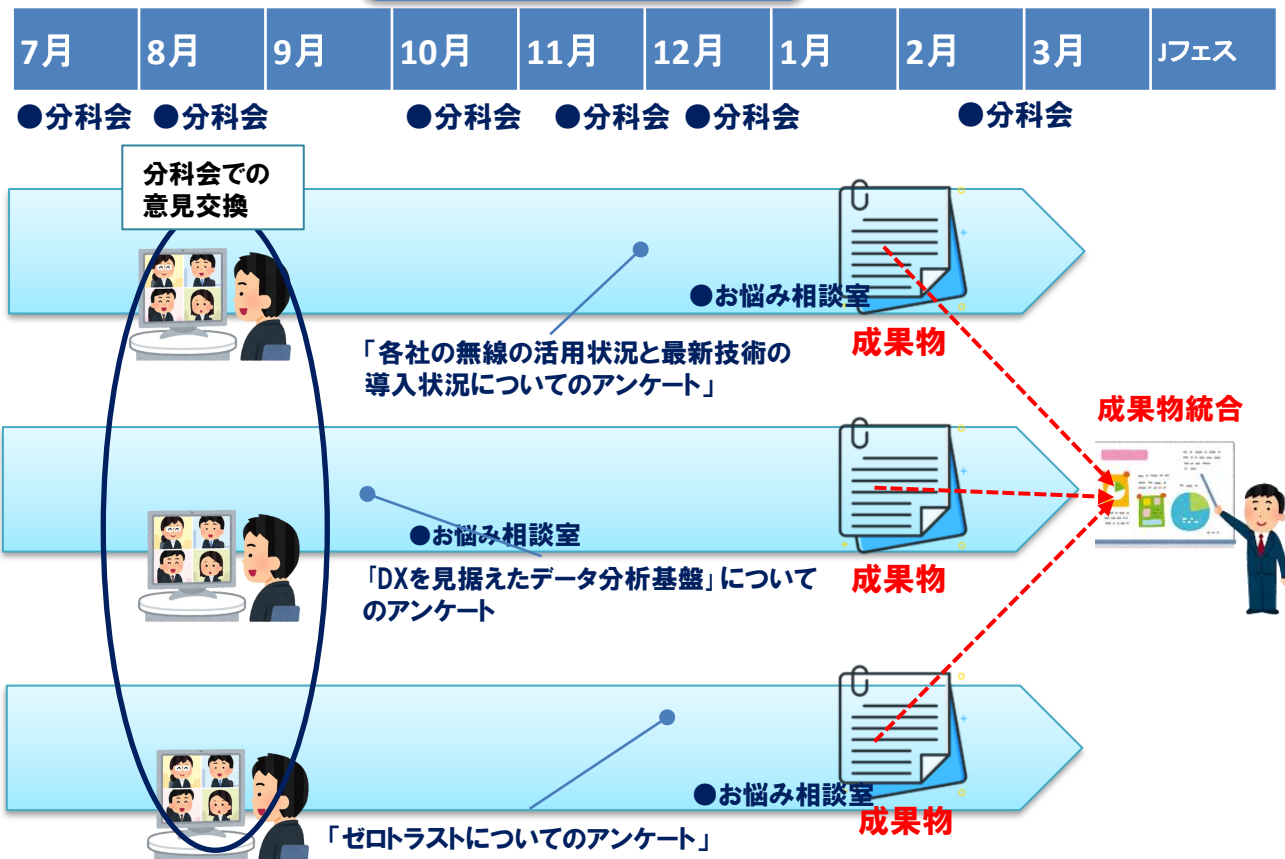 7月 8月 9月 10月 11月 12月 1月 2月 3月 Jフェス
●分科会 ●分科会 ●分科会 ●分科会 ●分科会 ●分科会
分科会での
意見交換
●お悩み相談室
「各社の無線の活用状況と最新技術の
導入状況についてのアンケート」
成果物
成果物統合
●お悩み相談室
「DXを見据えたデータ分析基盤」について
のアンケート
成果物
●お悩み相談室
成果物
「ゼロトラストについてのアンケート」